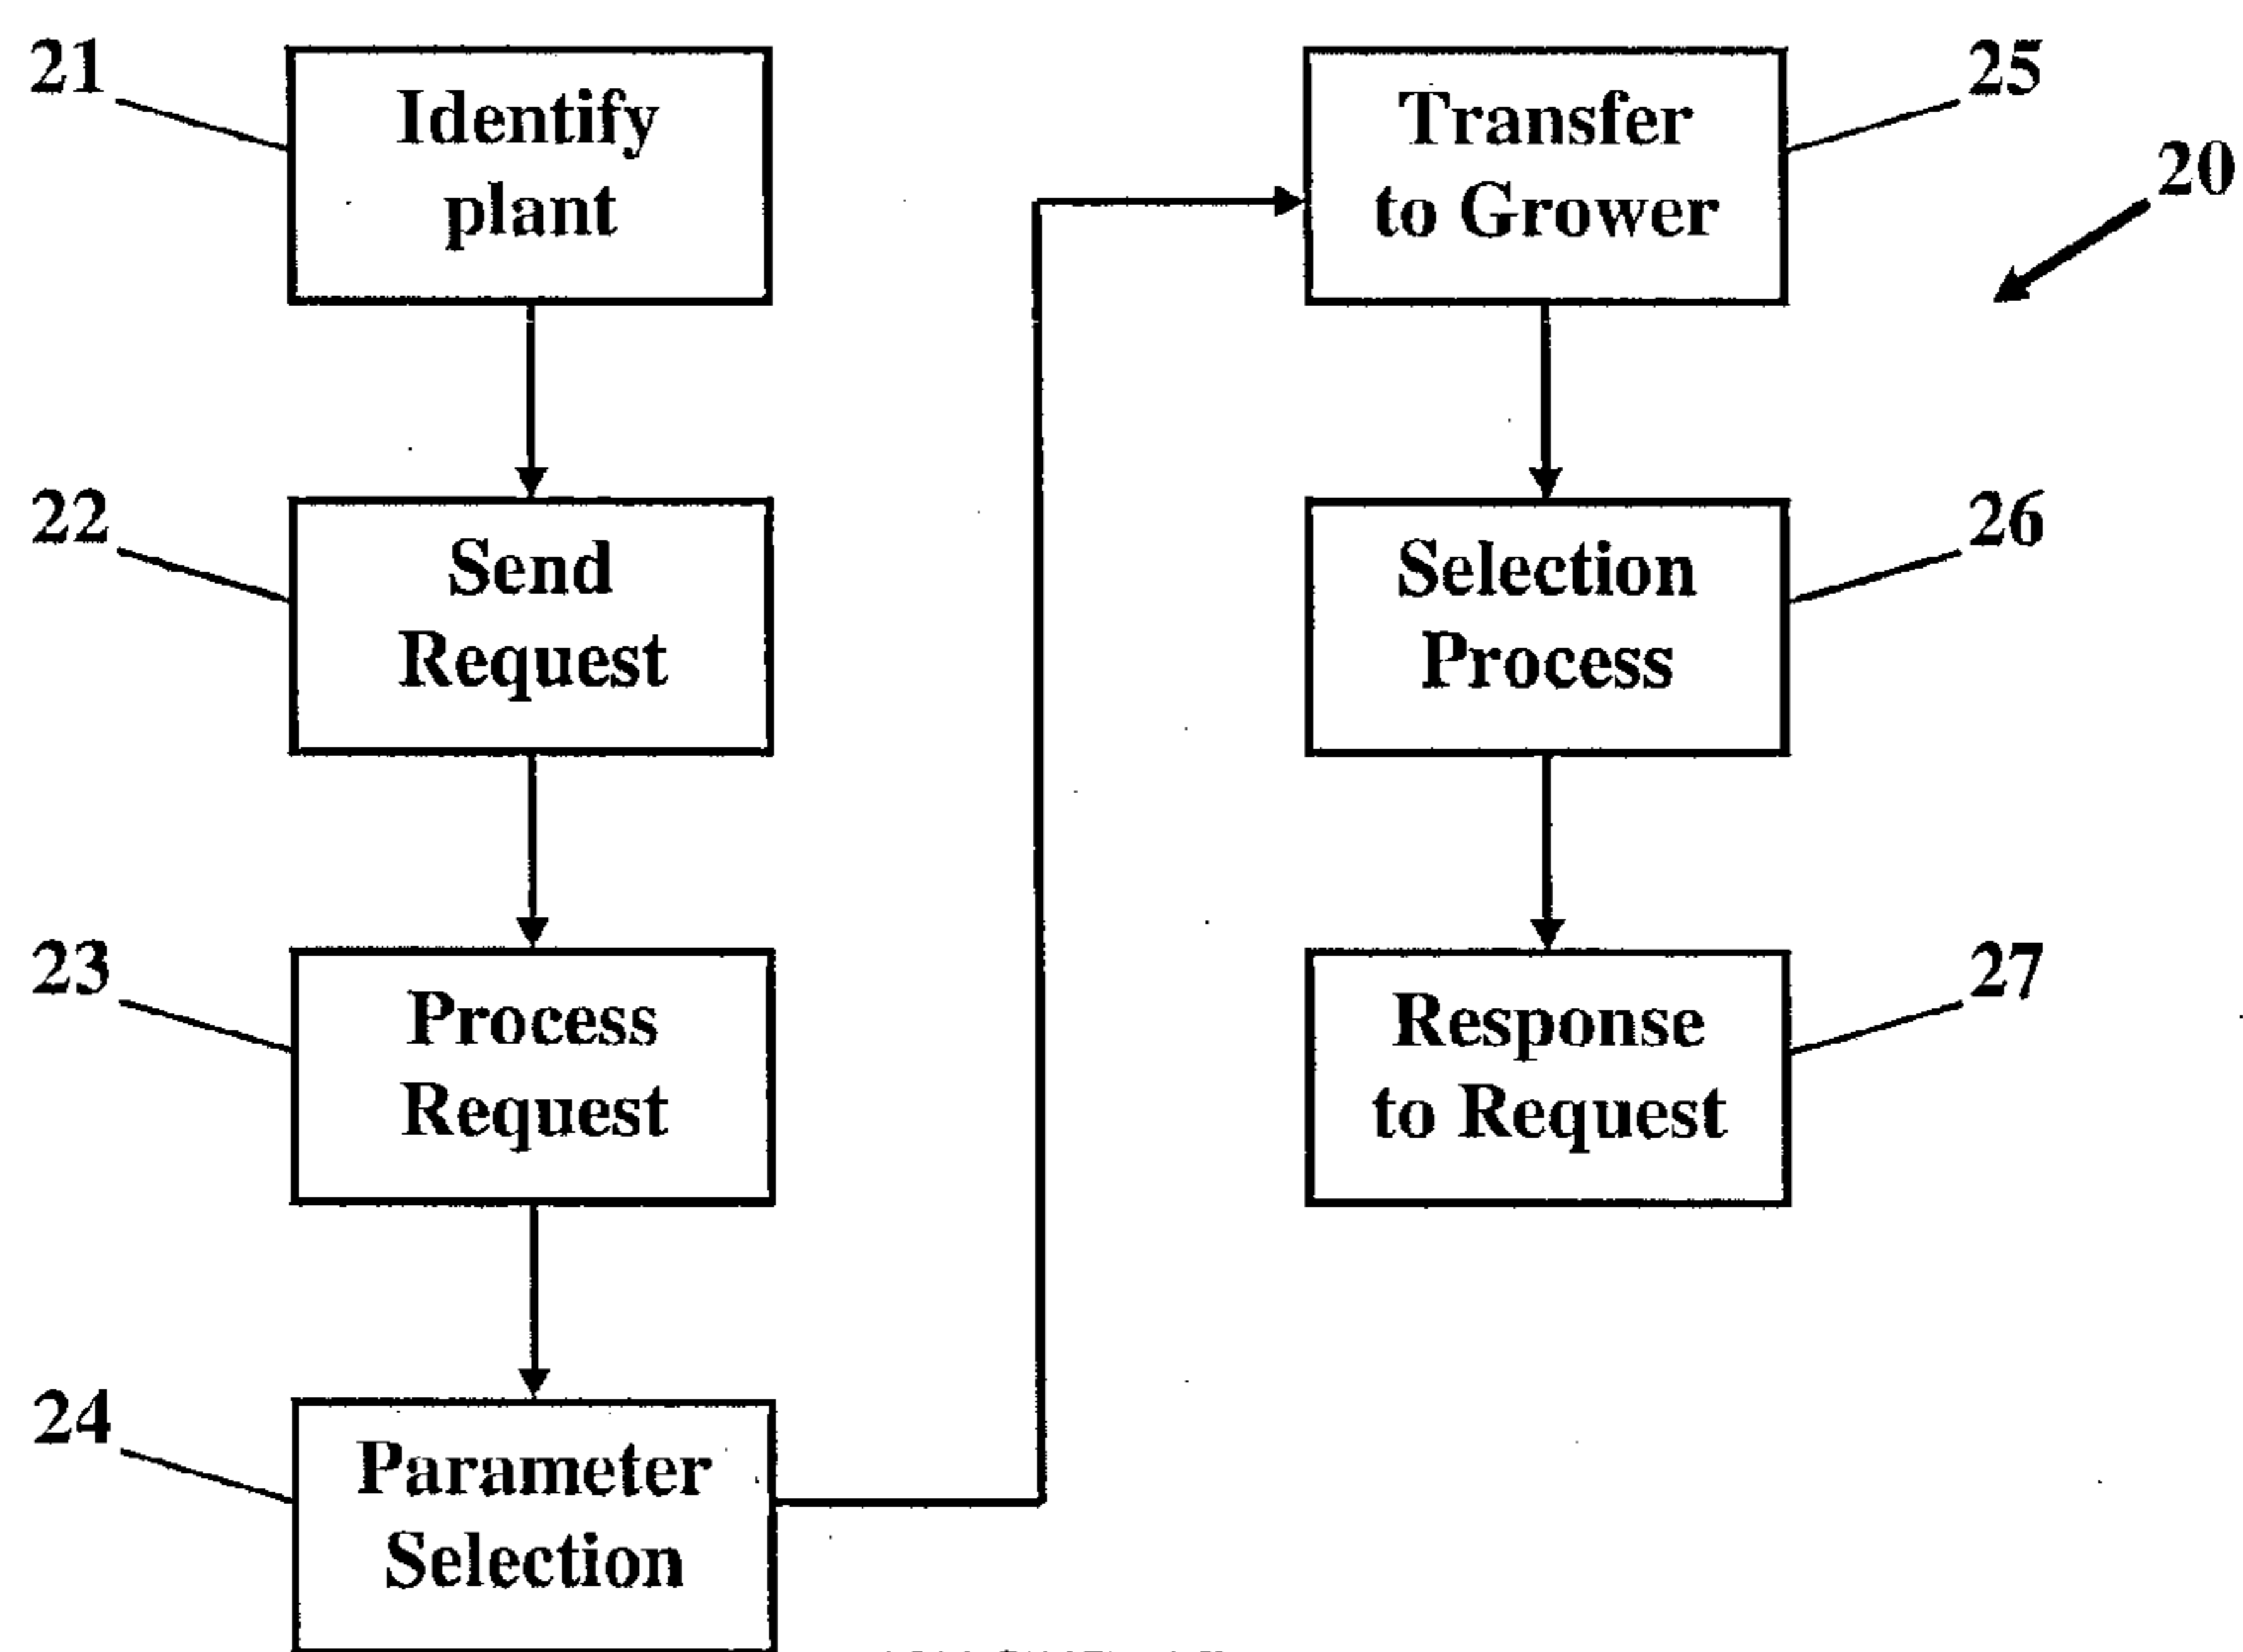 21
Identify
plant
22
Send
Request
23
Process
Request
24
Parameter
Selection
25
Transfer
to Grower
20
26
Selection
Process
27
Response
to Request